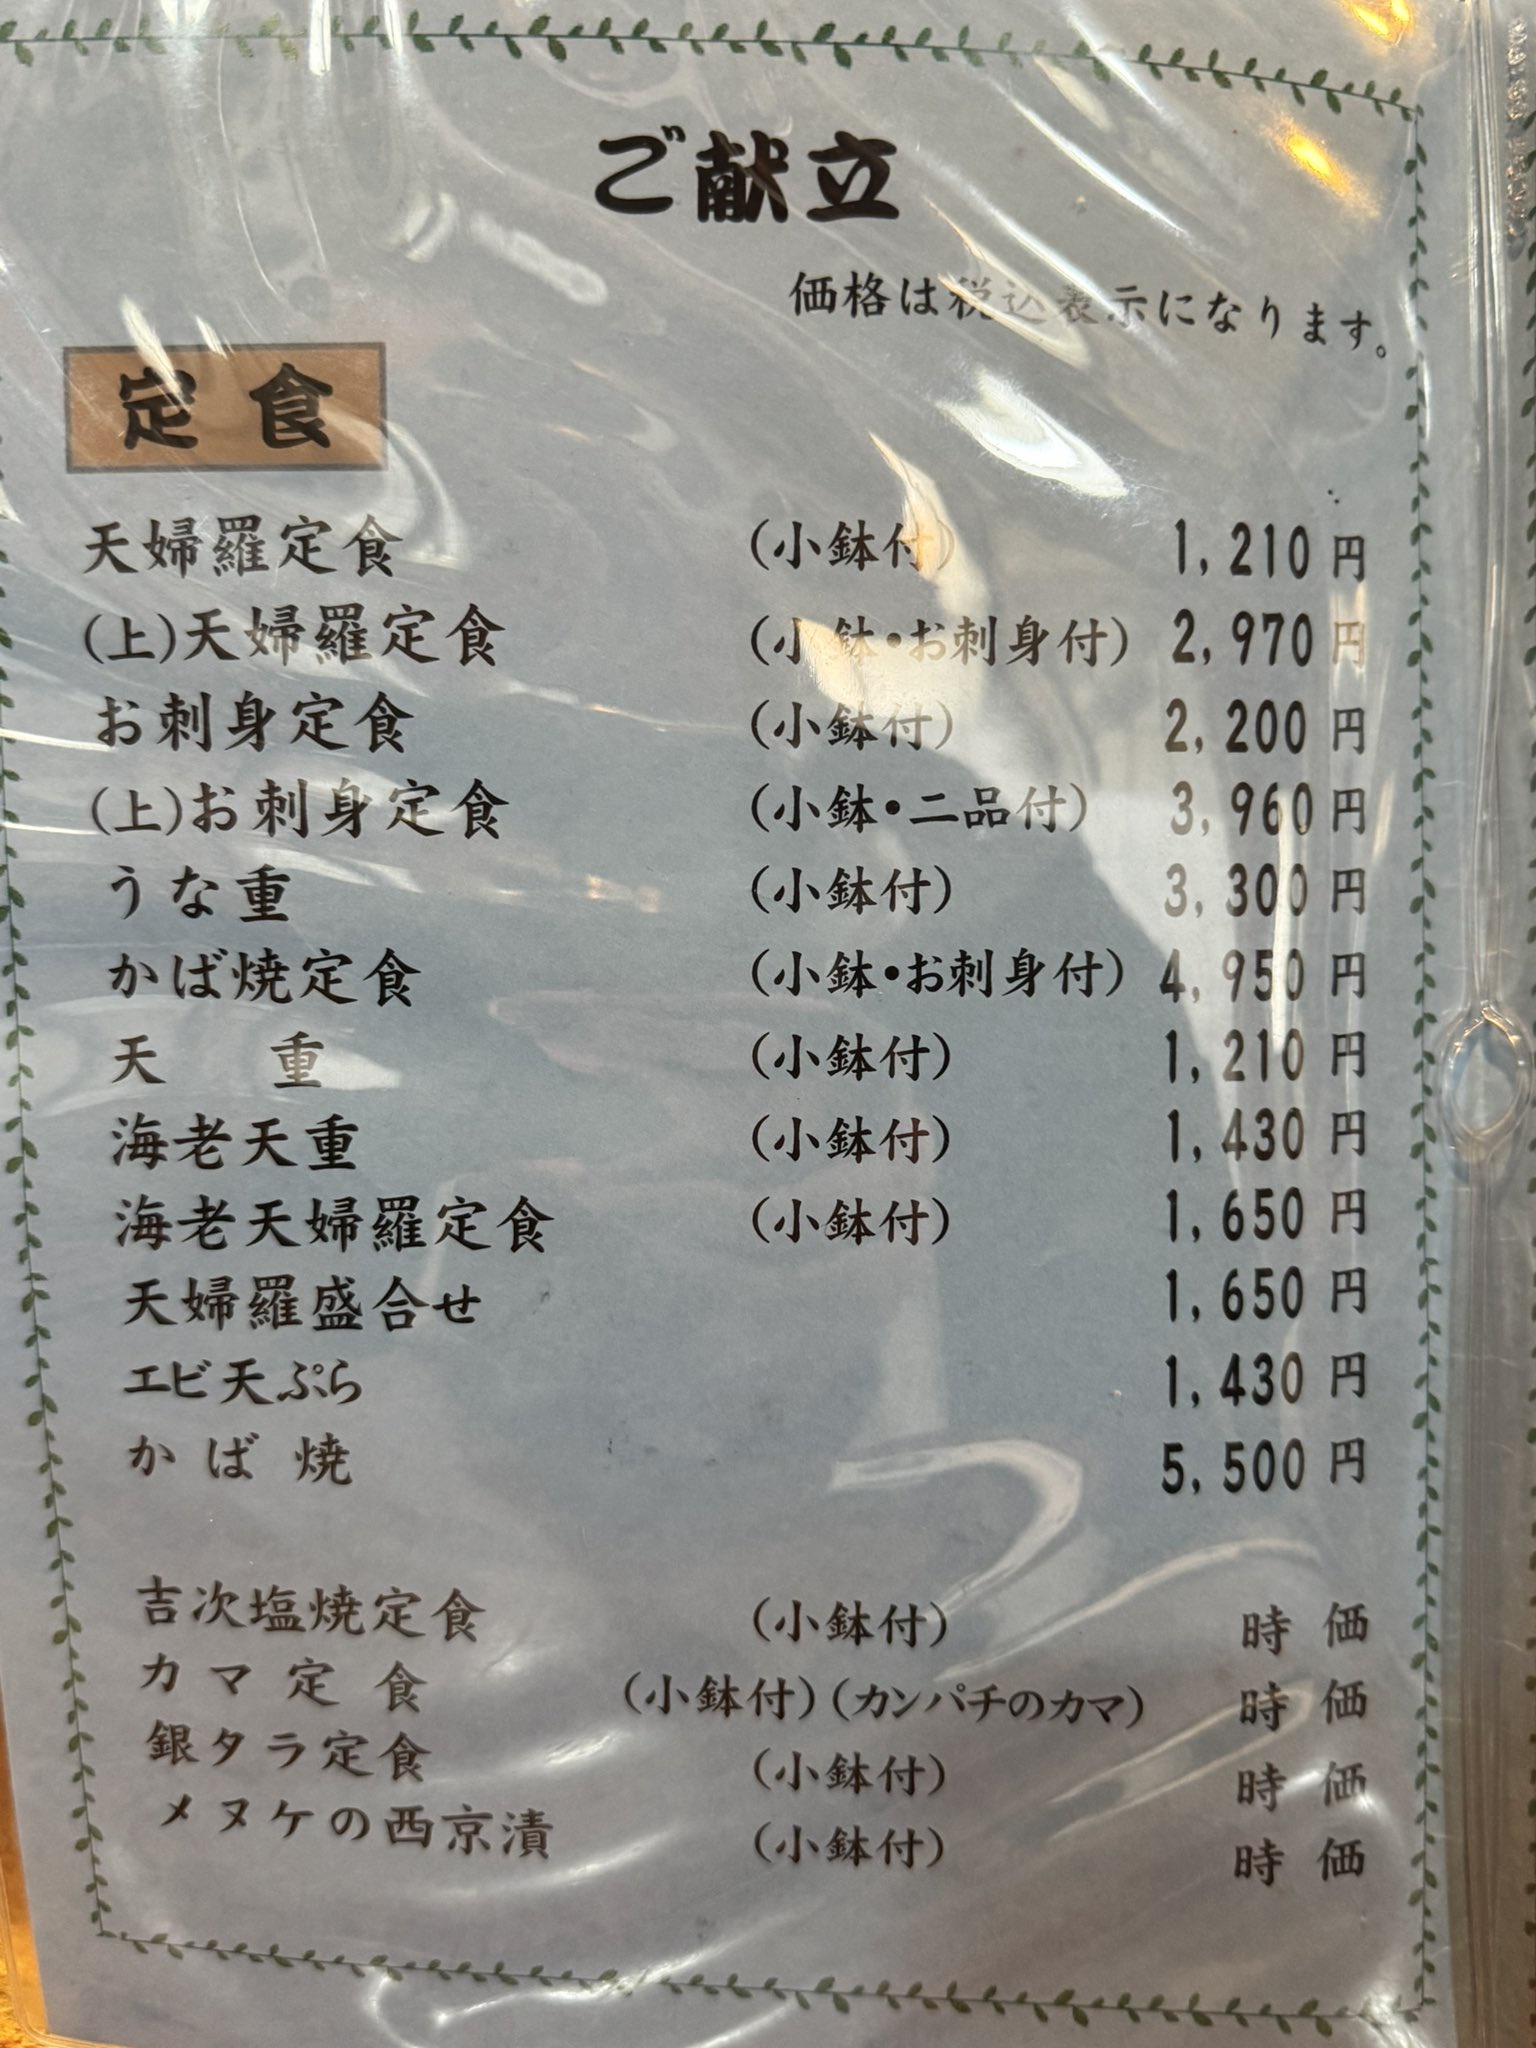 ご献立
価格は税込表示になります。
定食
天婦羅定食 (小鉢付) 1,210円
(上)天婦羅定食 (小鉢・お刺身付) 2,970円
お刺身定食 (小鉢付) 2,200円
(上)お刺身定食 (小鉢・二品付) 3,960円
うな重 (小鉢付) 3,300円
かば焼定食 (小鉢・お刺身付) 4,950円
天 重 (小鉢付) 1,210円
海老天重 (小鉢付) 1,430円
海老天婦羅定食 (小鉢付) 1,650円
天婦羅盛合せ 1,650円
エビ天ぷら 1,430円
かば焼 5,500円
吉次塩焼定食 (小鉢付) 時価
カマ定食 (小鉢付)(カンパチのカマ) 時価
銀タラ定食 (小鉢付) 時価
メヌケの西京漬 (小鉢付) 時価